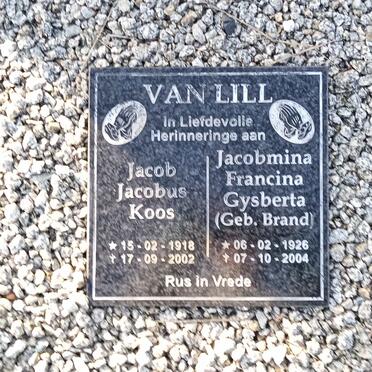 VAN LILL
in Liefdevolle
Herinneringe aan
Jacob
Jacobus
Koos
★ 15 - 02 - 1918
✝ 17 - 09 - 2002
Jacobmina
Francina
Gysberta
(Geb. Brand)
★ 06 - 02 - 1926
✝ 07 - 10 - 2004
Rus in Vrede